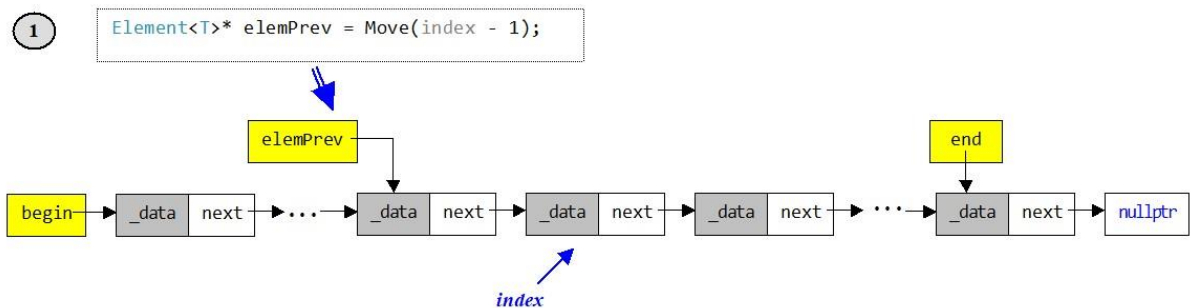 1
Element<T>* elemPrev = Move(index - 1);
elemPrev
end
begin
_data next ... _data next _data next _data next ... _data next nullptr
index